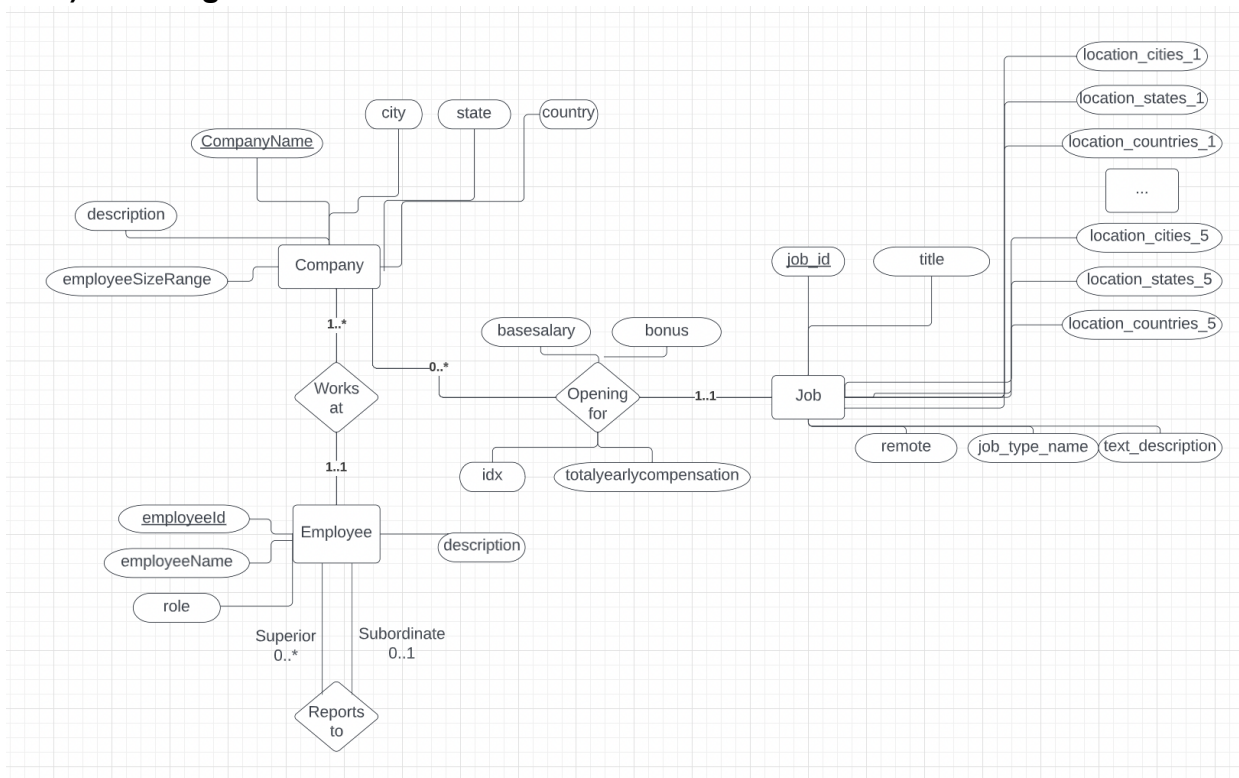 location_cities_1
location_states_1
location_countries_1
...
location_cities_5
location_states_5
location_countries_5
city
state
country
CompanyName
description
Company
employeeSizeRange
job_id
title
1..*
basesalary
bonus
0..*
Works
at
Opening
for
1..1
Job
remote
job_type_name
text_description
1..1
idx
totalyearlycompensation
employeeId
Employee
employeeName
description
role
Superior
0..*
Subordinate
0..1
Reports
to